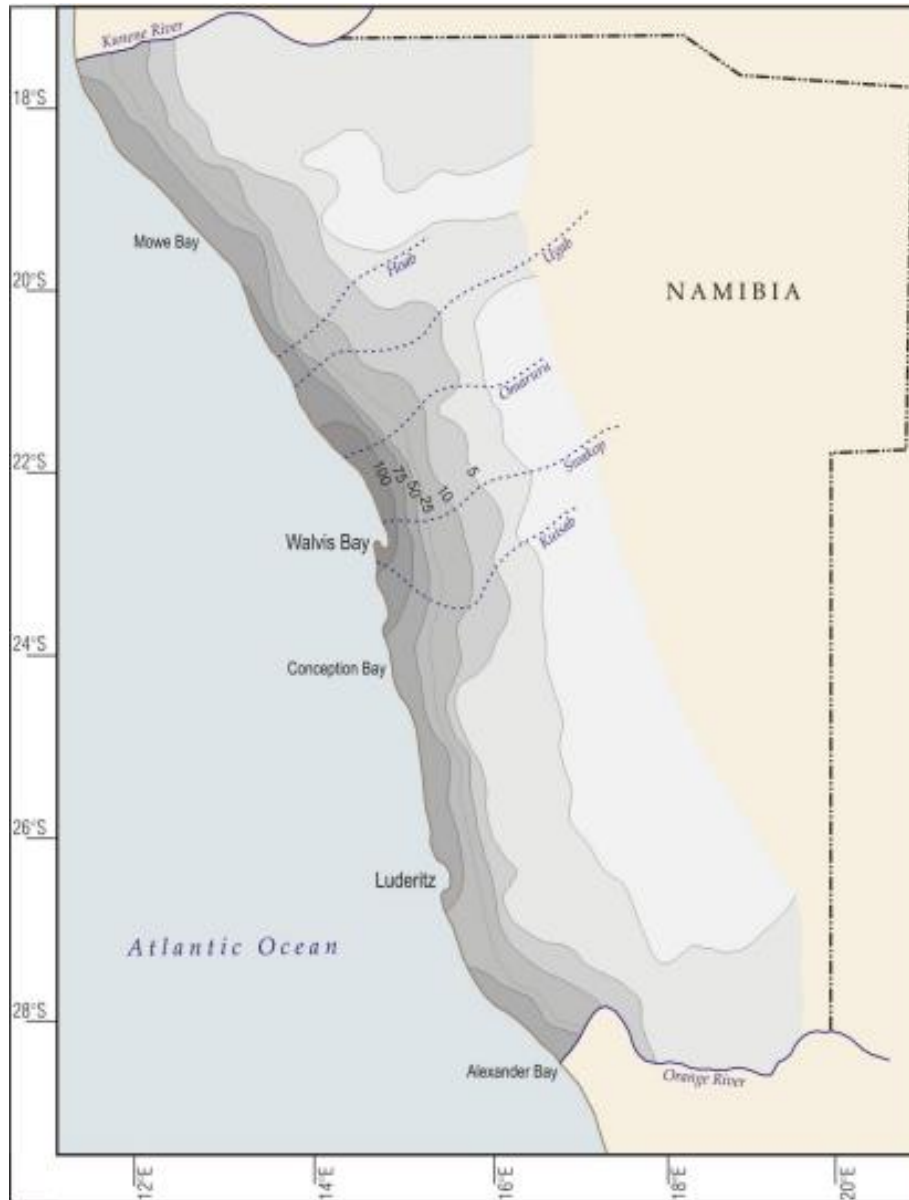 Kunene River
18°S
Mowe Bay
Hoab
Ugab
20°S
NAMIBIA
Omaruru
22°S
Swakop
100
75
50
25
10
5
Walvis Bay
Kuiseb
24°S
Conception Bay
26°S
Luderitz
Atlantic Ocean
28°S
Alexander Bay
Orange River
12°E
14°E
16°E
18°E
20°E